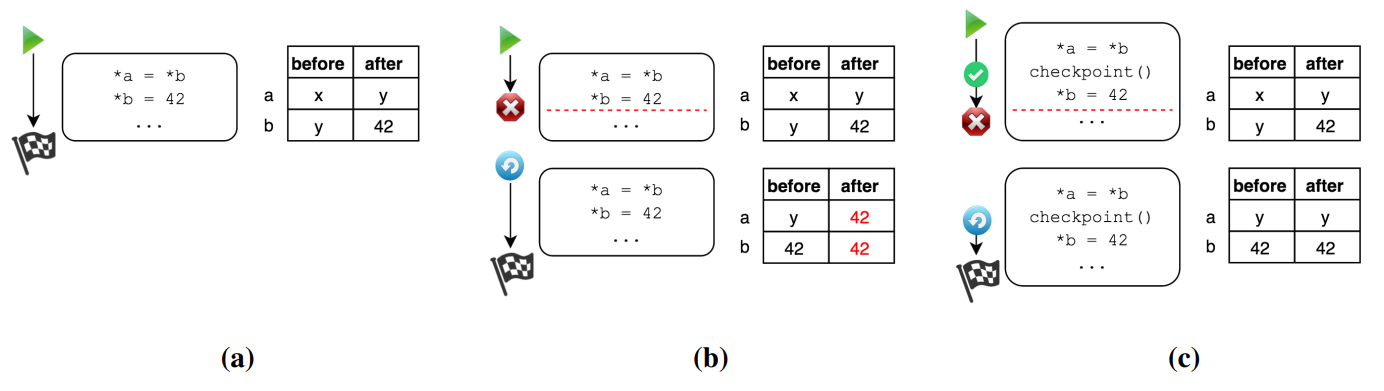 *a = *b
*b = 42
...
before after
a x y
b y 42
(a)
*a = *b
*b = 42
...
before after
a x y
b y 42
*a = *b
*b = 42
...
before after
a y 42
b 42 42
(b)
*a = *b
checkpoint()
*b = 42
...
before after
a x y
b y 42
*a = *b
checkpoint()
*b = 42
...
before after
a y y
b 42 42
(c)